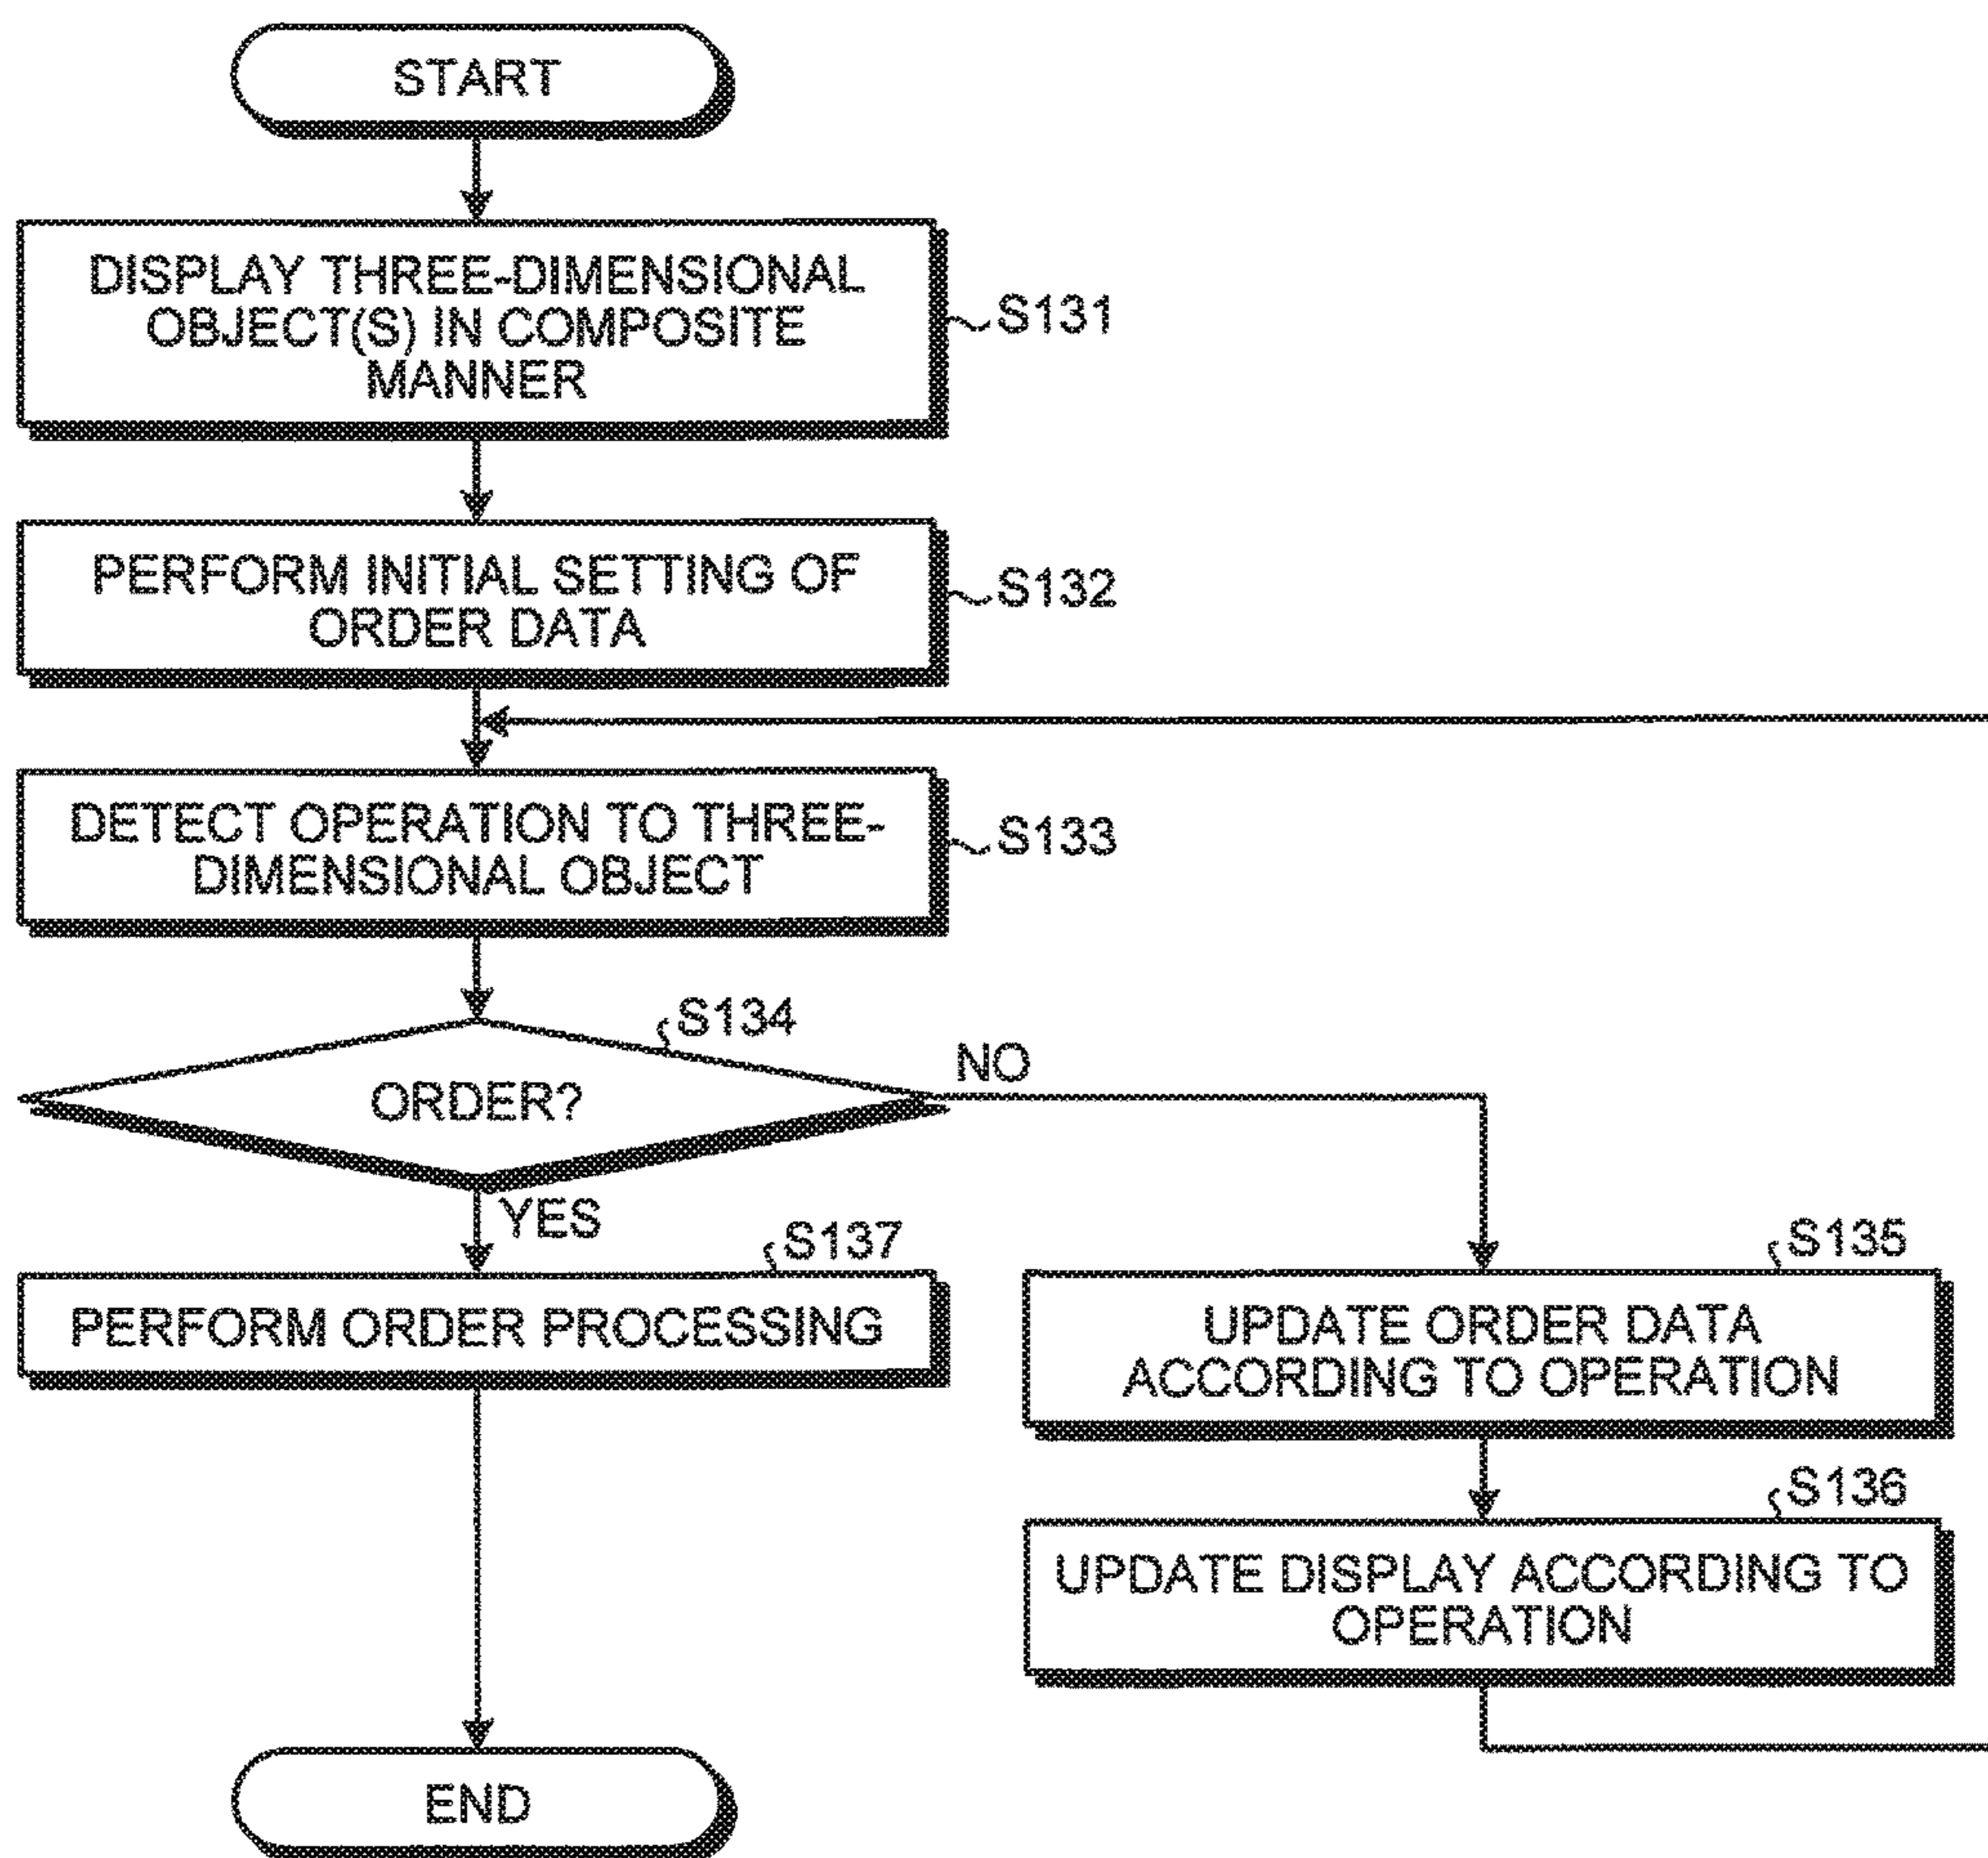 START
DISPLAY THREE-DIMENSIONAL
OBJECT(S) IN COMPOSITE
MANNER
S131
PERFORM INITIAL SETTING OF
ORDER DATA
S132
DETECT OPERATION TO THREE-
DIMENSIONAL OBJECT
S133
S134
ORDER?
NO
YES
S137
PERFORM ORDER PROCESSING
S135
UPDATE ORDER DATA
ACCORDING TO OPERATION
S136
UPDATE DISPLAY ACCORDING TO
OPERATION
END